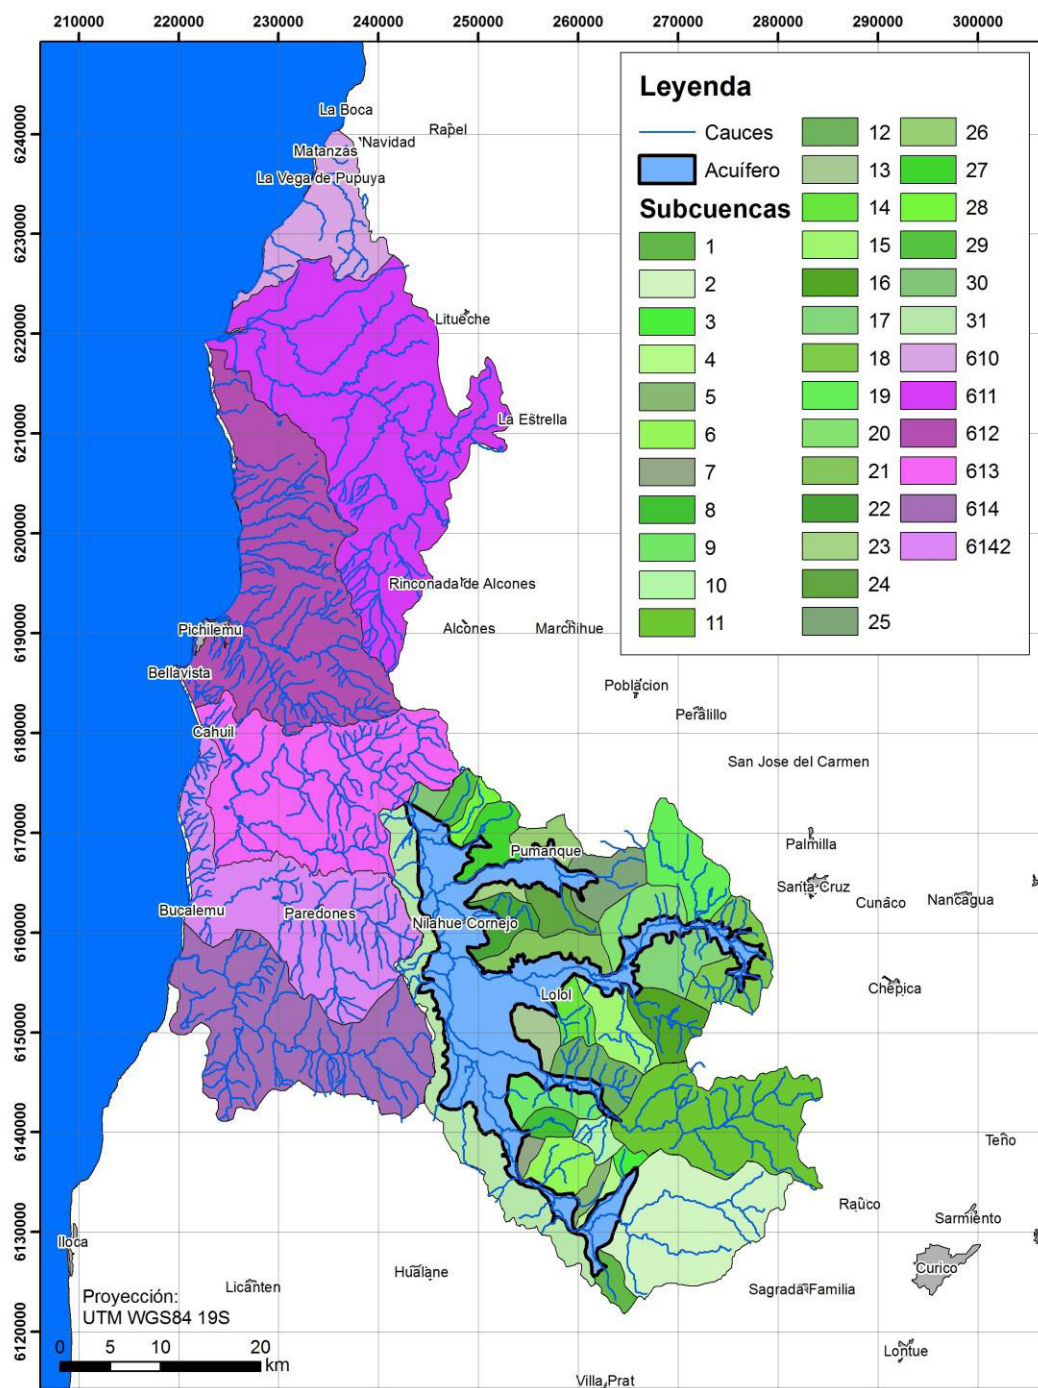 210000 220000 230000 240000 250000 260000 270000 280000 290000 300000
6240000
6230000
6220000
6210000
6200000
6190000
6180000
6170000
6160000
6150000
6140000
6130000
6120000
Leyenda
Cauces
Acuífero
Subcuencas
1
2
3
4
5
6
7
8
9
10
11
12
13
14
15
16
17
18
19
20
21
22
23
24
25
26
27
28
29
30
31
610
611
612
613
614
6142
La Boca
Rapel
Navidad
Matanzas
La Vega de Pupuya
Litueche
La Estrella
Rinconada de Alcones
Pichilemu
Alcones
Marchihue
Bellavista
Poblacion
Peralillo
Cahuil
San Jose del Carmen
Pumanque
Palmilla
Santa Cruz
Cunaco
Nancagua
Bucalemu
Paredones
Nilahue Cornejo
Chepica
Lolol
Teno
Rauco
Sarmiento
Iloca
Hualane
Curico
Licanten
Sagrada Familia
Lontue
Villa Prat
Proyección:
UTM WGS84 19S
0 5 10 20
km